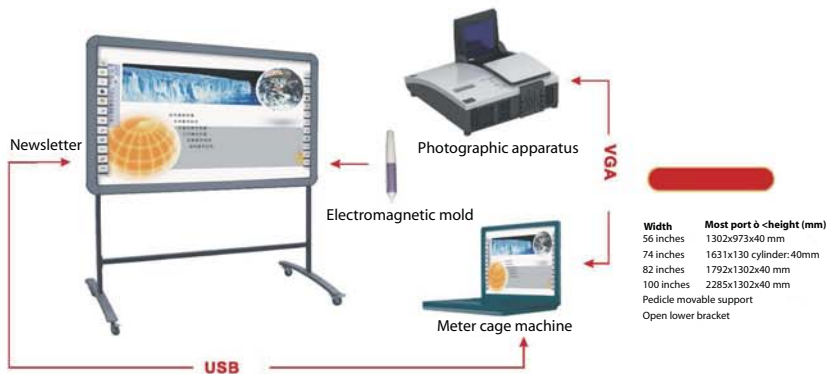 Newsletter
Electromagnetic mold
Photographic apparatus
VGA
Meter cage machine
USB
Width Most port ò <height (mm)
56 inches 1302x973x40 mm
74 inches 1631x130 cylinder: 40mm
82 inches 1792x1302x40 mm
100 inches 2285x1302x40 mm
Pedicle movable support
Open lower bracket